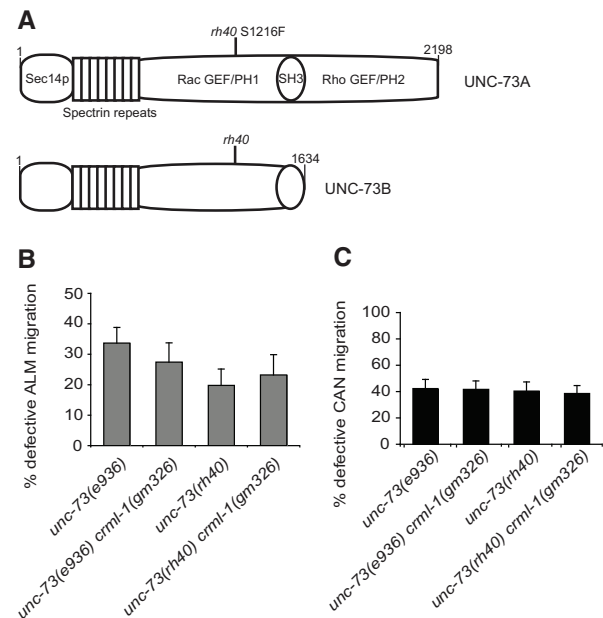 A
rh40 S1216F
1
2198
Sec14p
Rac GEF/PH1
SH3
Rho GEF/PH2
UNC-73A
Spectrin repeats
rh40
1
1634
UNC-73B
B
% defective ALM migration
50
40
30
20
10
0
unc-73(e936)
unc-73(e936) crml-1(gm326)
unc-73(rh40)
unc-73(rh40) crml-1(gm326)
C
% defective CAN migration
100
80
60
40
20
0
unc-73(e936)
unc-73(e936) crml-1(gm326)
unc-73(rh40)
unc-73(rh40) crml-1(gm326)